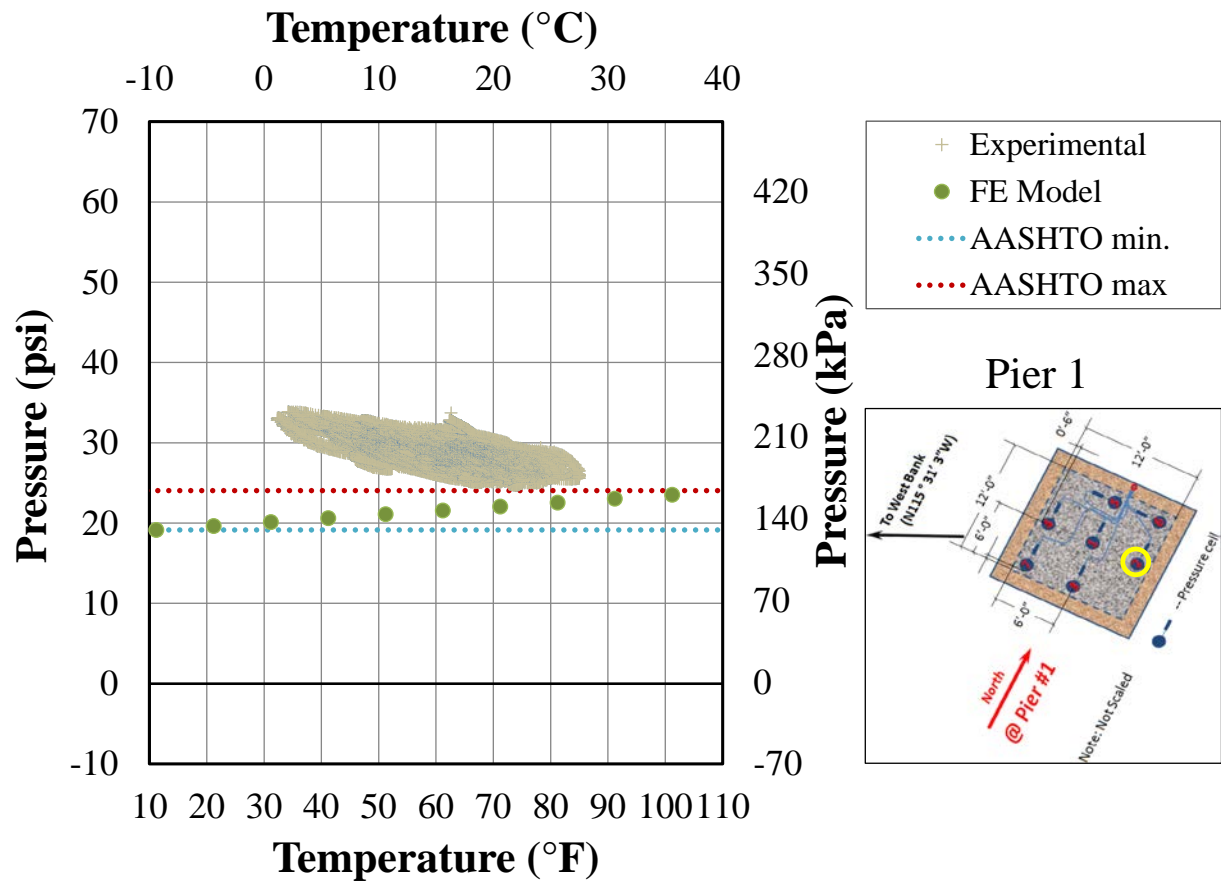 Temperature (°C)
-10 0 10 20 30 40
70
60
50
40
30
20
10
0
-10
Pressure (psi)
420
350
280
210
140
70
0
-70
Pressure (kPa)
10 20 30 40 50 60 70 80 90 100 110
Temperature (°F)
Experimental
FE Model
AASHTO min.
AASHTO max
Pier 1
0'-6"
12'-0"
12'-0"
6'-0"
6'-0"
To West Bank
(N115° 31' 3"W)
-- Pressure cell
North
@ Pier #1
Note: Not Scaled